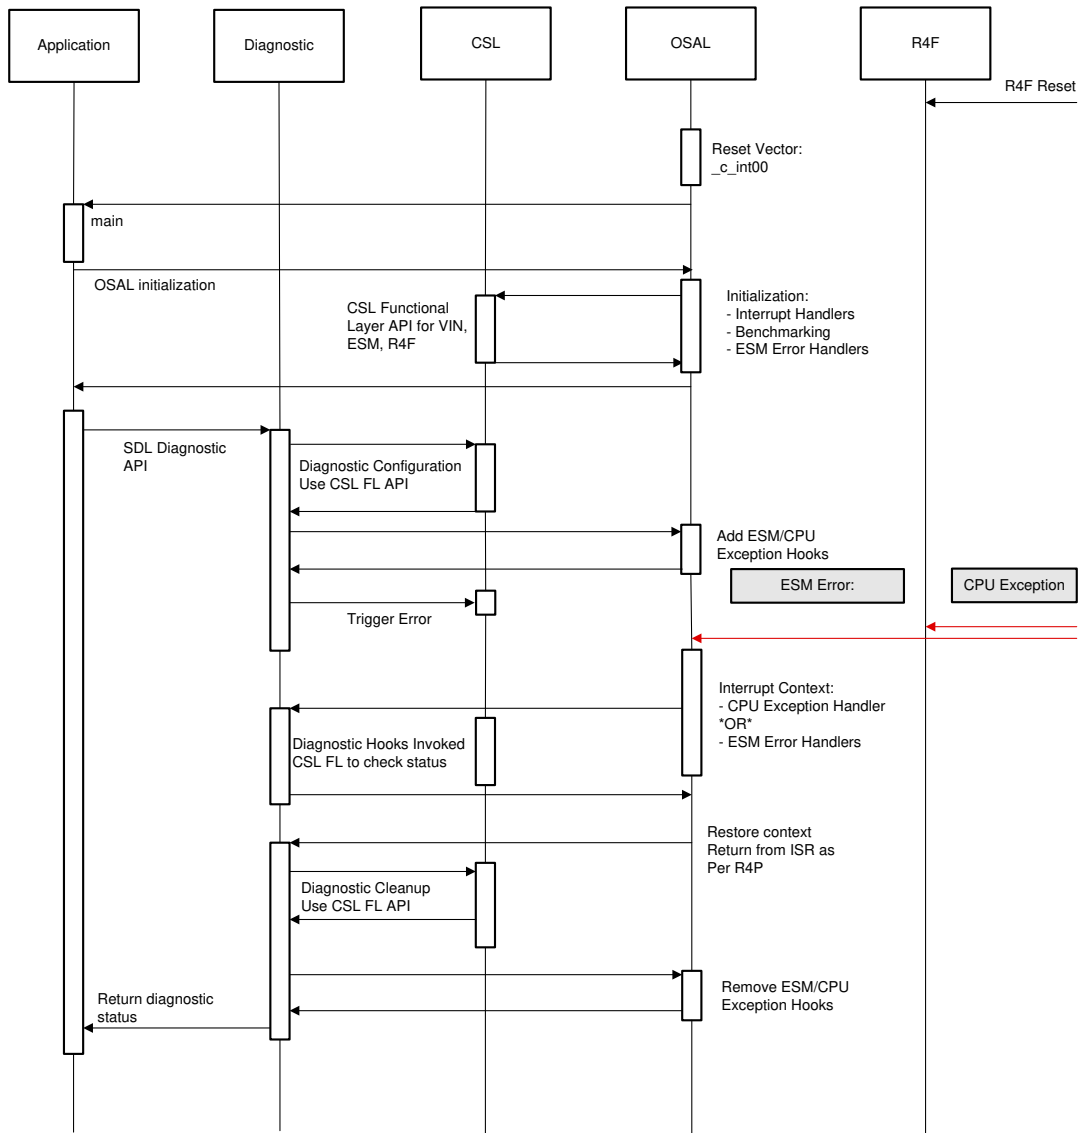 Application
Diagnostic
CSL
OSAL
R4F
R4F Reset
Reset Vector:
_c_int00
main
OSAL initialization
CSL Functional
Layer API for VIN,
ESM, R4F
Initialization:
- Interrupt Handlers
- Benchmarking
- ESM Error Handlers
SDL Diagnostic
API
Diagnostic Configuration
Use CSL FL API
Add ESM/CPU
Exception Hooks
ESM Error:
CPU Exception
Trigger Error
Interrupt Context:
- CPU Exception Handler
*OR*
- ESM Error Handlers
Diagnostic Hooks Invoked
CSL FL to check status
Restore context
Return from ISR as
Per R4P
Diagnostic Cleanup
Use CSL FL API
Remove ESM/CPU
Exception Hooks
Return diagnostic
status